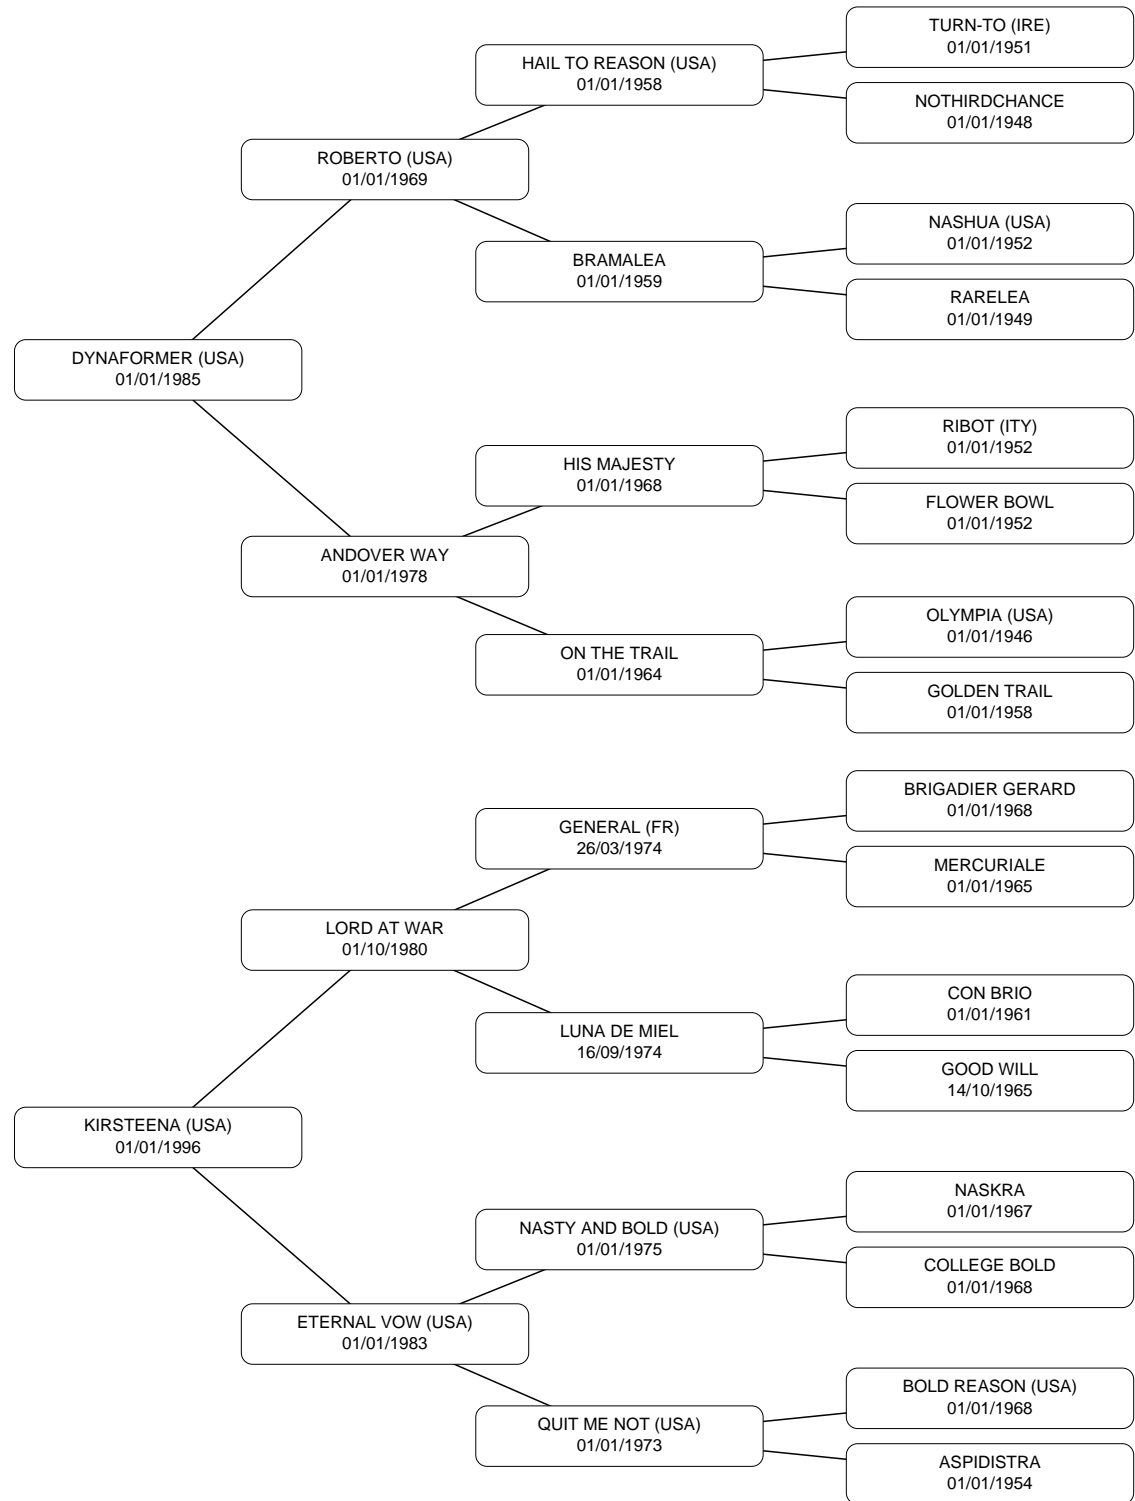 TURN-TO (IRE)
01/01/1951
HAIL TO REASON (USA)
01/01/1958
NOTHIRDCHANCE
01/01/1948
ROBERTO (USA)
01/01/1969
NASHUA (USA)
01/01/1952
BRAMALEA
01/01/1959
RARELEA
01/01/1949
DYNAFORMER (USA)
01/01/1985
RIBOT (ITY)
01/01/1952
HIS MAJESTY
01/01/1968
FLOWER BOWL
01/01/1952
ANDOVER WAY
01/01/1978
OLYMPIA (USA)
01/01/1946
ON THE TRAIL
01/01/1964
GOLDEN TRAIL
01/01/1958
BRIGADIER GERARD
01/01/1968
GENERAL (FR)
26/03/1974
MERCURIALE
01/01/1965
LORD AT WAR
01/10/1980
CON BRIO
01/01/1961
LUNA DE MIEL
16/09/1974
GOOD WILL
14/10/1965
KIRSTEENA (USA)
01/01/1996
NASKRA
01/01/1967
NASTY AND BOLD (USA)
01/01/1975
COLLEGE BOLD
01/01/1968
ETERNAL VOW (USA)
01/01/1983
BOLD REASON (USA)
01/01/1968
QUIT ME NOT (USA)
01/01/1973
ASPIDISTRA
01/01/1954